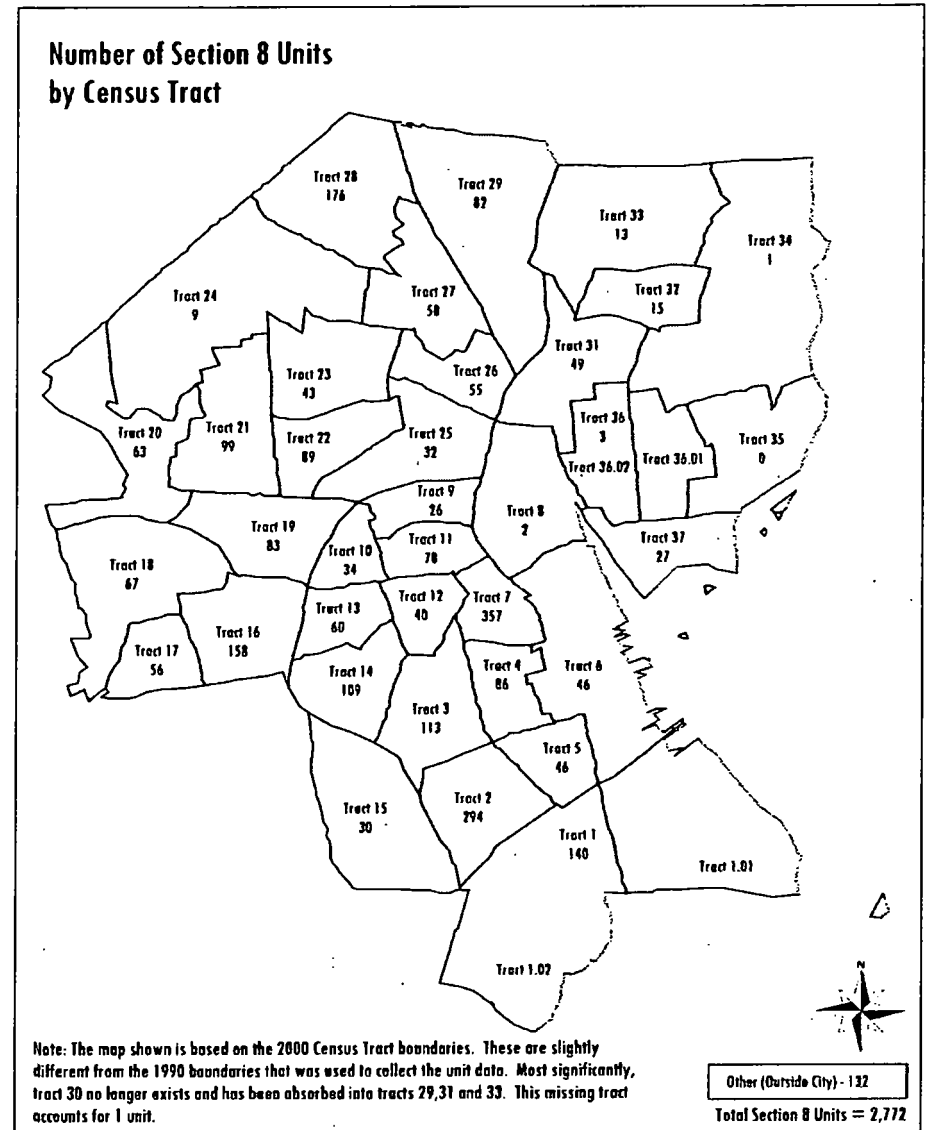 Number of Section 8 Units
by Census Tract
Tract 28
176
Tract 29
82
Tract 33
13
Tract 34
1
Tract 32
15
Tract 24
9
Tract 27
58
Tract 31
49
Tract 26
55
Tract 23
43
Tract 36
3
Tract 35
0
Tract 20
63
Tract 21
99
Tract 22
89
Tract 25
32
Tract 36.02
Tract 36.01
Tract 9
26
Tract 8
2
Tract 19
83
Tract 10
34
Tract 11
78
Tract 37
27
Tract 18
67
Tract 13
60
Tract 12
40
Tract 7
357
Tract 17
56
Tract 16
158
Tract 14
109
Tract 4
86
Tract 6
46
Tract 3
113
Tract 5
46
Tract 15
30
Tract 2
294
Tract 1
140
Tract 1.01
Tract 1.02
N
Note: The map shown is based on the 2000 Census Tract boundaries. These are slightly
different from the 1990 boundaries that was used to collect the unit data. Most significantly,
tract 30 no longer exists and has been absorbed into tracts 29,31 and 33. This missing tract
accounts for 1 unit.
Other (Outside City) - 132
Total Section 8 Units = 2,772